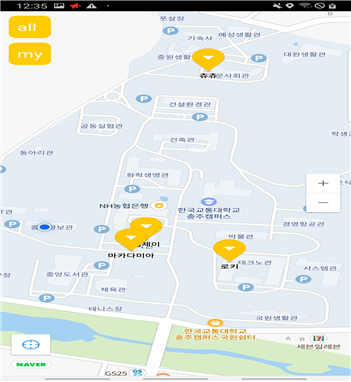 12:35
all
my
풋살장
기숙사
예성생활관
중원생활
대원생활관
츄츄
군사회관
P
건설환경관
P
공동실험관
P
건축관
학생
동아리관
화학생명관
P
NH농협은행
한국교통대학교
충주캠퍼스
P
+
−
P
박물관
경영항공관
마카다미아
로키
테크노관
시스템관
P
중앙도서관
체육관
P
P
테니스장
국원생활관
한국교통대학교
충주캠퍼스국원쉼터
A B
세븐일레븐
NAVER
GS25